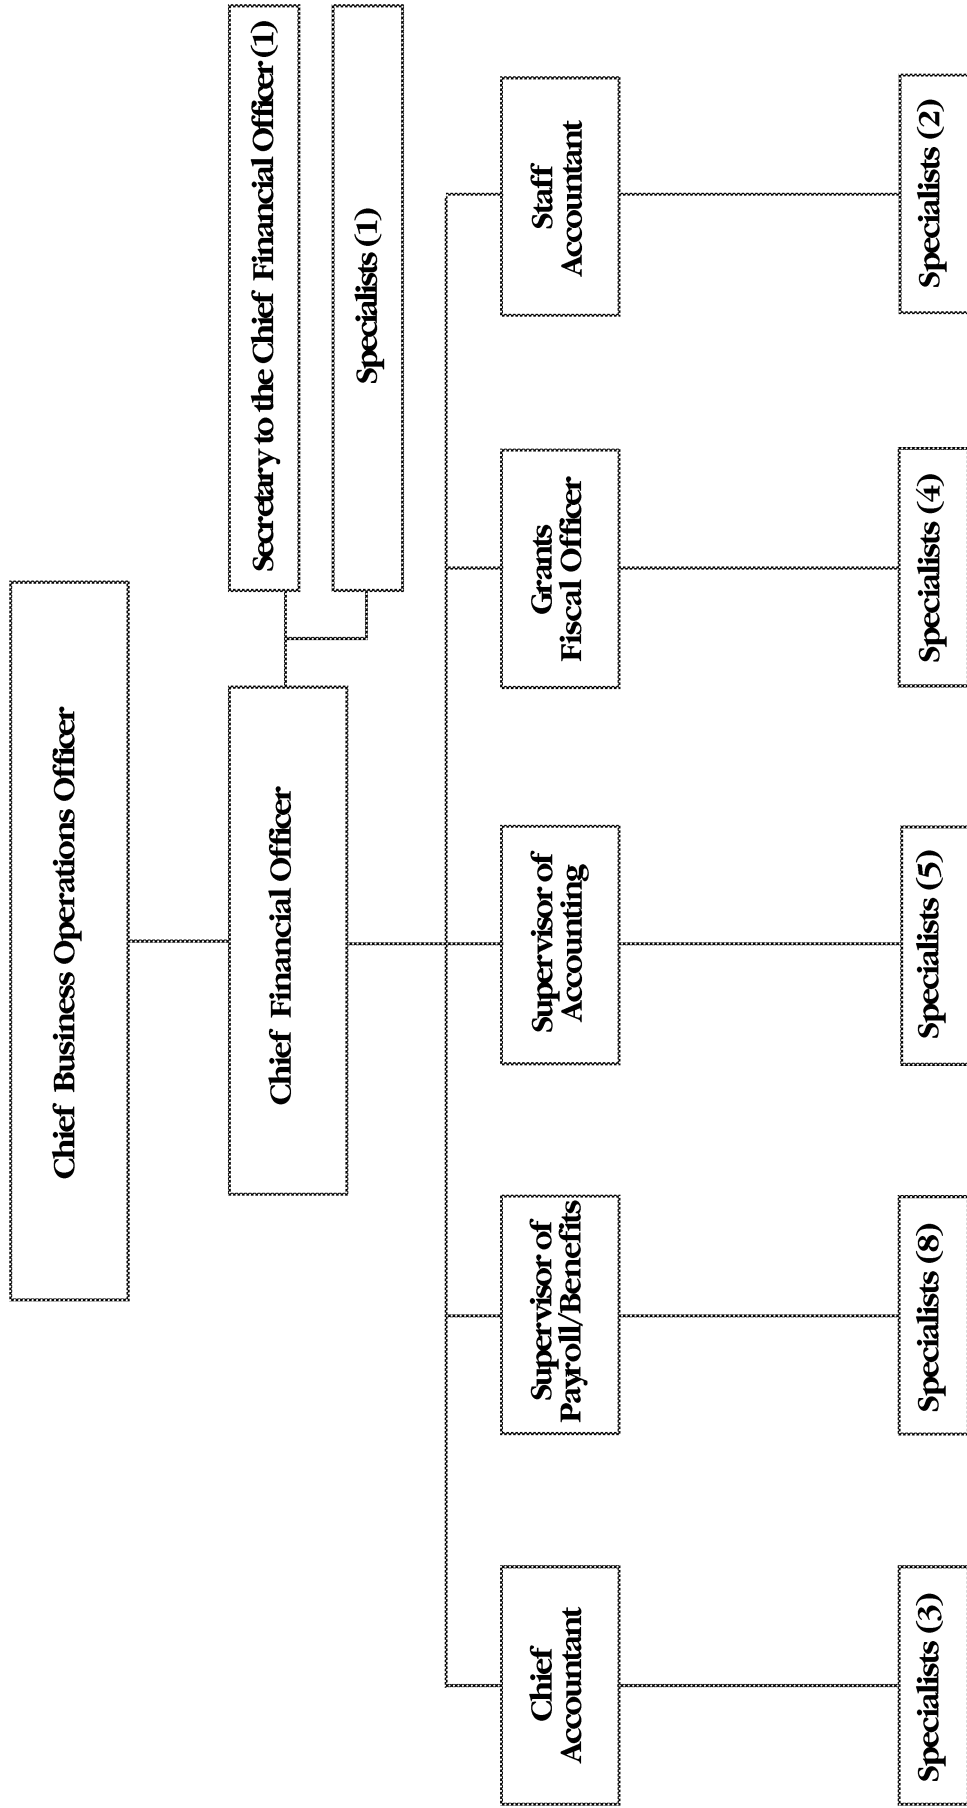 Chief Business Operations Officer
Chief Financial Officer
Secretary to the Chief Financial Officer (1)
Specialists (1)
Chief
Accountant
Supervisor of
Payroll/Benefits
Supervisor of
Accounting
Grants
Fiscal Officer
Staff
Accountant
Specialists (3)
Specialists (8)
Specialists (5)
Specialists (4)
Specialists (2)